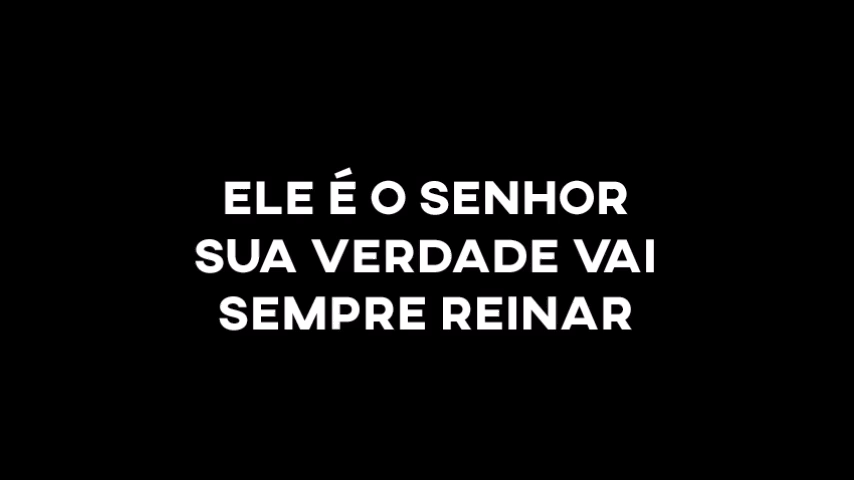 ELE É O SENHOR
SUA VERDADE VAI
SEMPRE REINAR